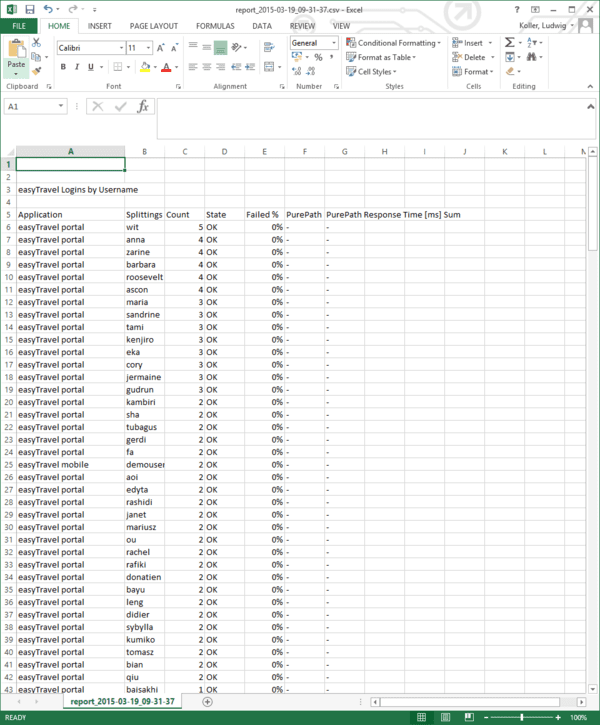 report_2015-03-19_09-31-37.csv - Excel
FILE HOME INSERT PAGE LAYOUT FORMULAS DATA REVIEW VIEW Koller, Ludwig
Paste
Calibri 11
B I U
General
Conditional Formatting
Format as Table
Cell Styles
Insert
Delete
Format
Clipboard Font Alignment Number Styles Cells Editing
A1
A B C D E F G H I J K L M
1
2
3 easyTravel Logins by Username
4
5 Application Splittings Count State Failed % PurePath PurePath Response Time [ms] Sum
6 easyTravel portal wit 5 OK 0% - -
7 easyTravel portal anna 4 OK 0% - -
8 easyTravel portal zarine 4 OK 0% - -
9 easyTravel portal barbara 4 OK 0% - -
10 easyTravel portal roosevelt 4 OK 0% - -
11 easyTravel portal ascon 4 OK 0% - -
12 easyTravel portal maria 3 OK 0% - -
13 easyTravel portal sandrine 3 OK 0% - -
14 easyTravel portal tami 3 OK 0% - -
15 easyTravel portal kenjiro 3 OK 0% - -
16 easyTravel portal eka 3 OK 0% - -
17 easyTravel portal cory 3 OK 0% - -
18 easyTravel portal jermaine 3 OK 0% - -
19 easyTravel portal gudrun 3 OK 0% - -
20 easyTravel portal kambiri 2 OK 0% - -
21 easyTravel portal sha 2 OK 0% - -
22 easyTravel portal tubagus 2 OK 0% - -
23 easyTravel portal gerdi 2 OK 0% - -
24 easyTravel portal fa 2 OK 0% - -
25 easyTravel mobile demouser 2 OK 0% - -
26 easyTravel portal aoi 2 OK 0% - -
27 easyTravel portal edyta 2 OK 0% - -
28 easyTravel portal rashidi 2 OK 0% - -
29 easyTravel portal janet 2 OK 0% - -
30 easyTravel portal mariusz 2 OK 0% - -
31 easyTravel portal ou 2 OK 0% - -
32 easyTravel portal rachel 2 OK 0% - -
33 easyTravel portal rafiki 2 OK 0% - -
34 easyTravel portal donatien 2 OK 0% - -
35 easyTravel portal bayu 2 OK 0% - -
36 easyTravel portal leng 2 OK 0% - -
37 easyTravel portal didier 2 OK 0% - -
38 easyTravel portal sybylla 2 OK 0% - -
39 easyTravel portal kumiko 2 OK 0% - -
40 easyTravel portal tomasz 2 OK 0% - -
41 easyTravel portal bian 2 OK 0% - -
42 easyTravel portal qiu 2 OK 0% - -
43 easyTravel portal baisakhi 1 OK 0% - -
report_2015-03-19_09-31-37
READY 100%